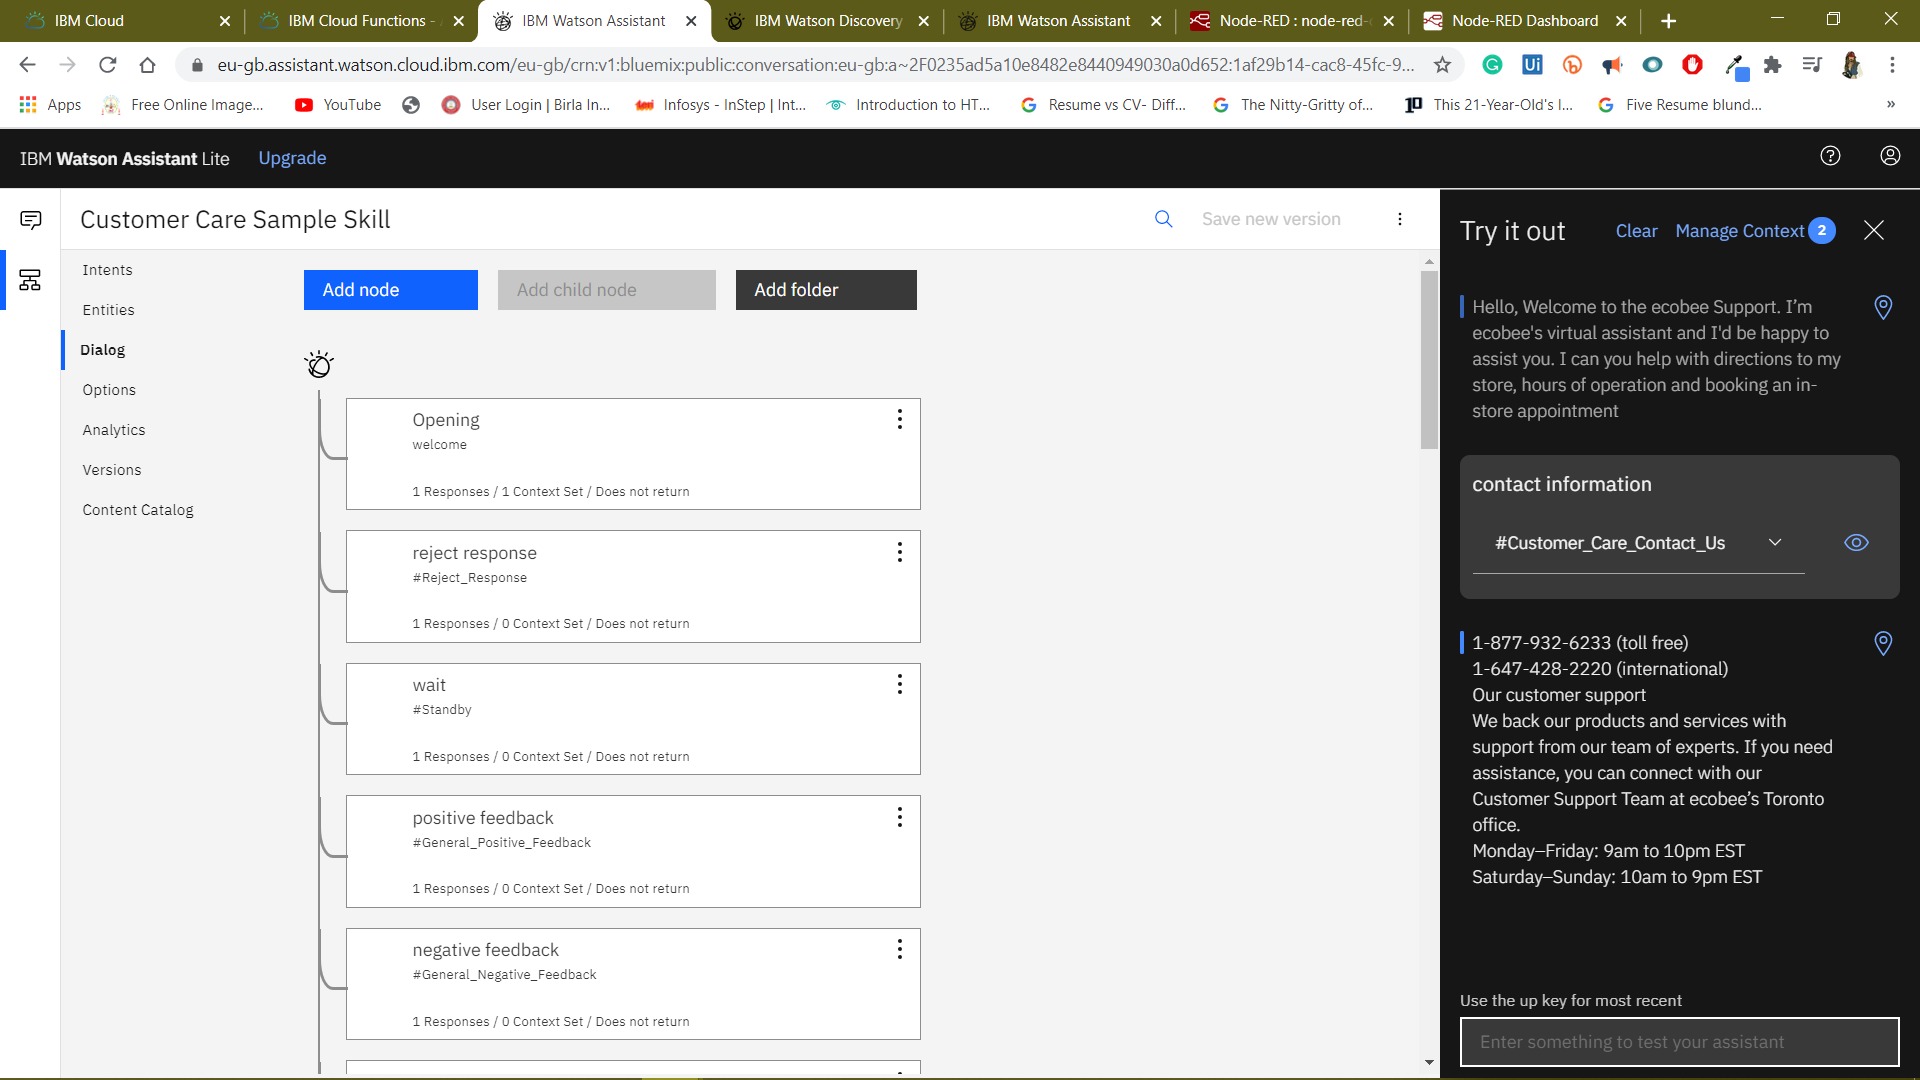 IBM Cloud
IBM Cloud Functions -
IBM Watson Assistant
IBM Watson Discovery
IBM Watson Assistant
Node-RED : node-red-
Node-RED Dashboard
eu-gb.assistant.watson.cloud.ibm.com/eu-gb/crn:v1:bluemix:public:conversation:eu-gb:a~2F0235ad5a10e8482e8440949030a0d652:1af29b14-cac8-45fc-9...
Apps
Free Online Image...
YouTube
User Login | Birla In...
Infosys - InStep | Int...
Introduction to HT...
Resume vs CV- Diff...
The Nitty-Gritty of...
This 21-Year-Old's I...
Five Resume blund...
»
IBM Watson Assistant Lite
Upgrade
Customer Care Sample Skill
Save new version
Intents
Entities
Dialog
Options
Analytics
Versions
Content Catalog
Add node
Add child node
Add folder
Opening
welcome
1 Responses / 1 Context Set / Does not return
reject response
#Reject_Response
1 Responses / 0 Context Set / Does not return
wait
#Standby
1 Responses / 0 Context Set / Does not return
positive feedback
#General_Positive_Feedback
1 Responses / 0 Context Set / Does not return
negative feedback
#General_Negative_Feedback
1 Responses / 0 Context Set / Does not return
Try it out
Clear
Manage Context 2
Hello, Welcome to the ecobee Support. I’m
ecobee's virtual assistant and I'd be happy to
assist you. I can you help with directions to my
store, hours of operation and booking an in-
store appointment
contact information
#Customer_Care_Contact_Us
1-877-932-6233 (toll free)
1-647-428-2220 (international)
Our customer support
We back our products and services with
support from our team of experts. If you need
assistance, you can connect with our
Customer Support Team at ecobee’s Toronto
office.
Monday–Friday: 9am to 10pm EST
Saturday–Sunday: 10am to 9pm EST
Use the up key for most recent
Enter something to test your assistant